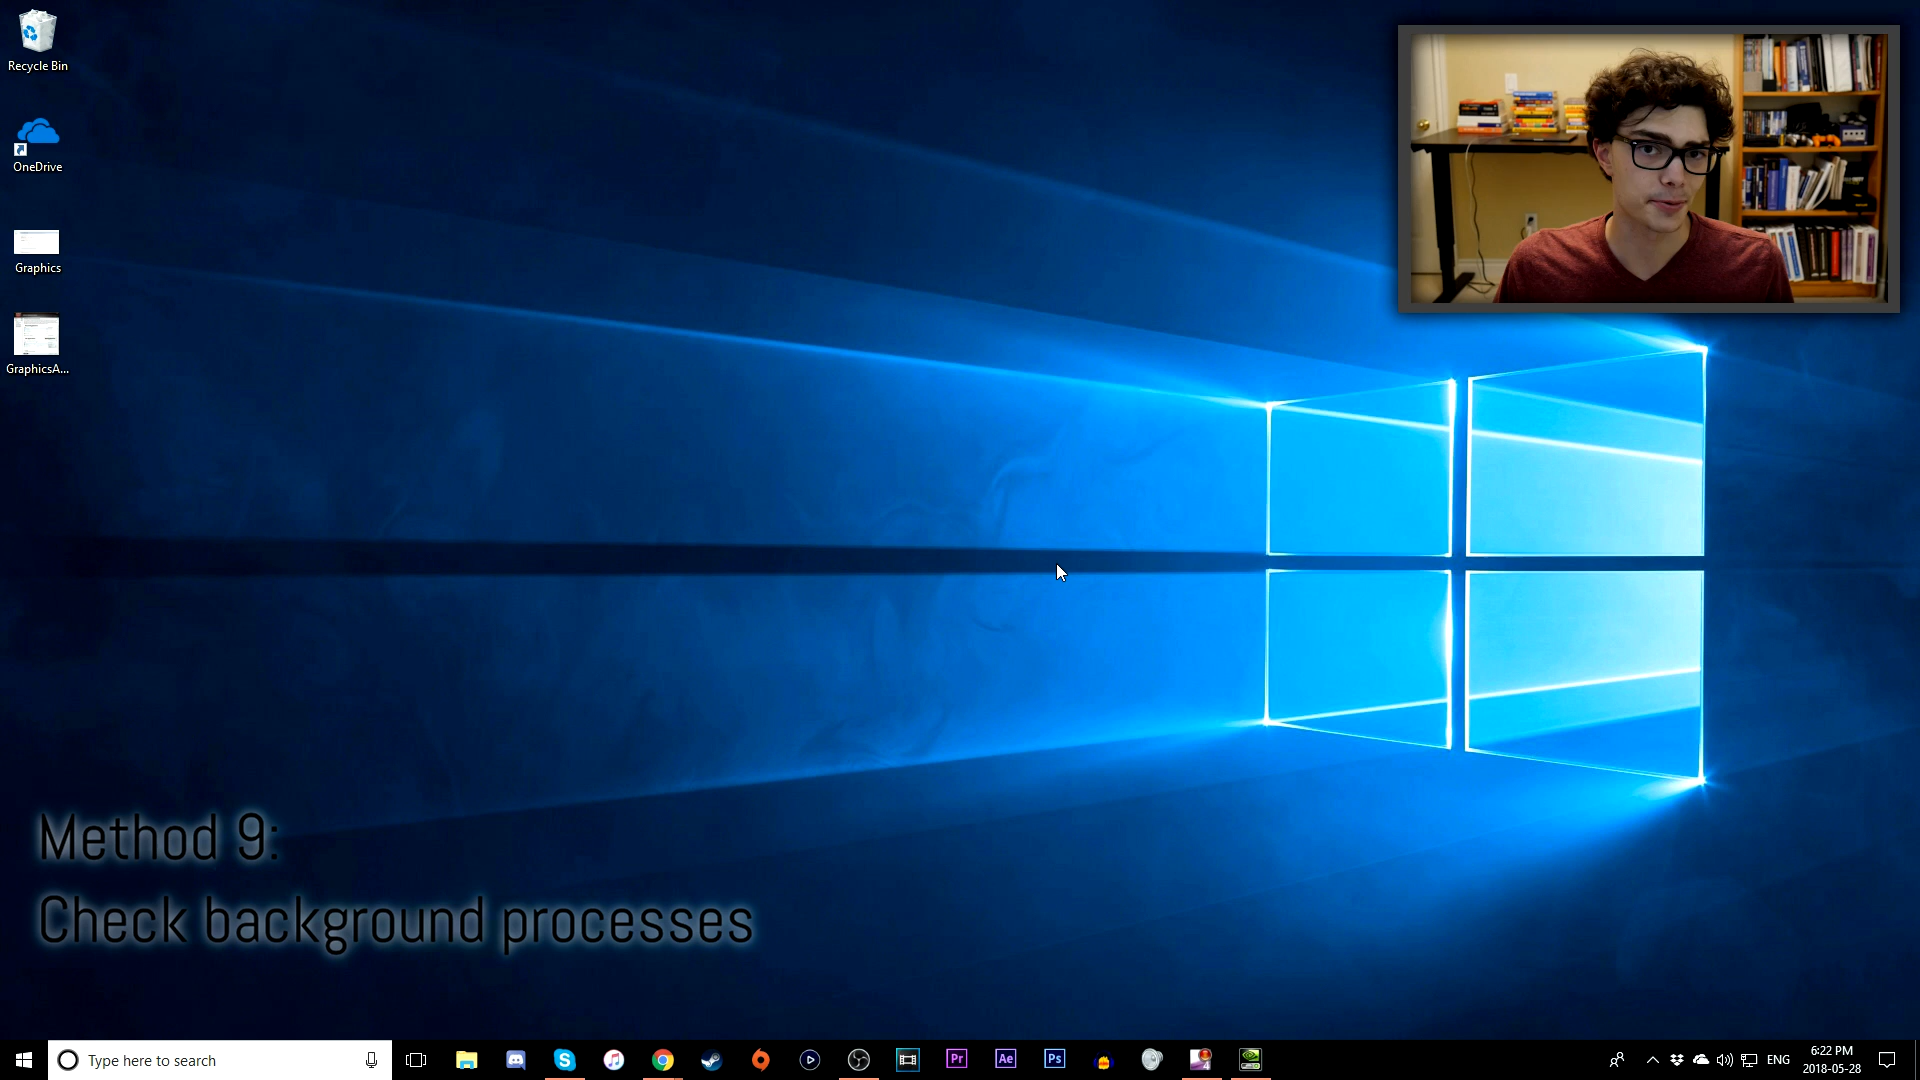 Recycle Bin
OneDrive
Graphics
GraphicsA...
Method 9:
Check background processes
Type here to search
Pr
Ae
Ps
4
ENG
6:22 PM
2018-05-28